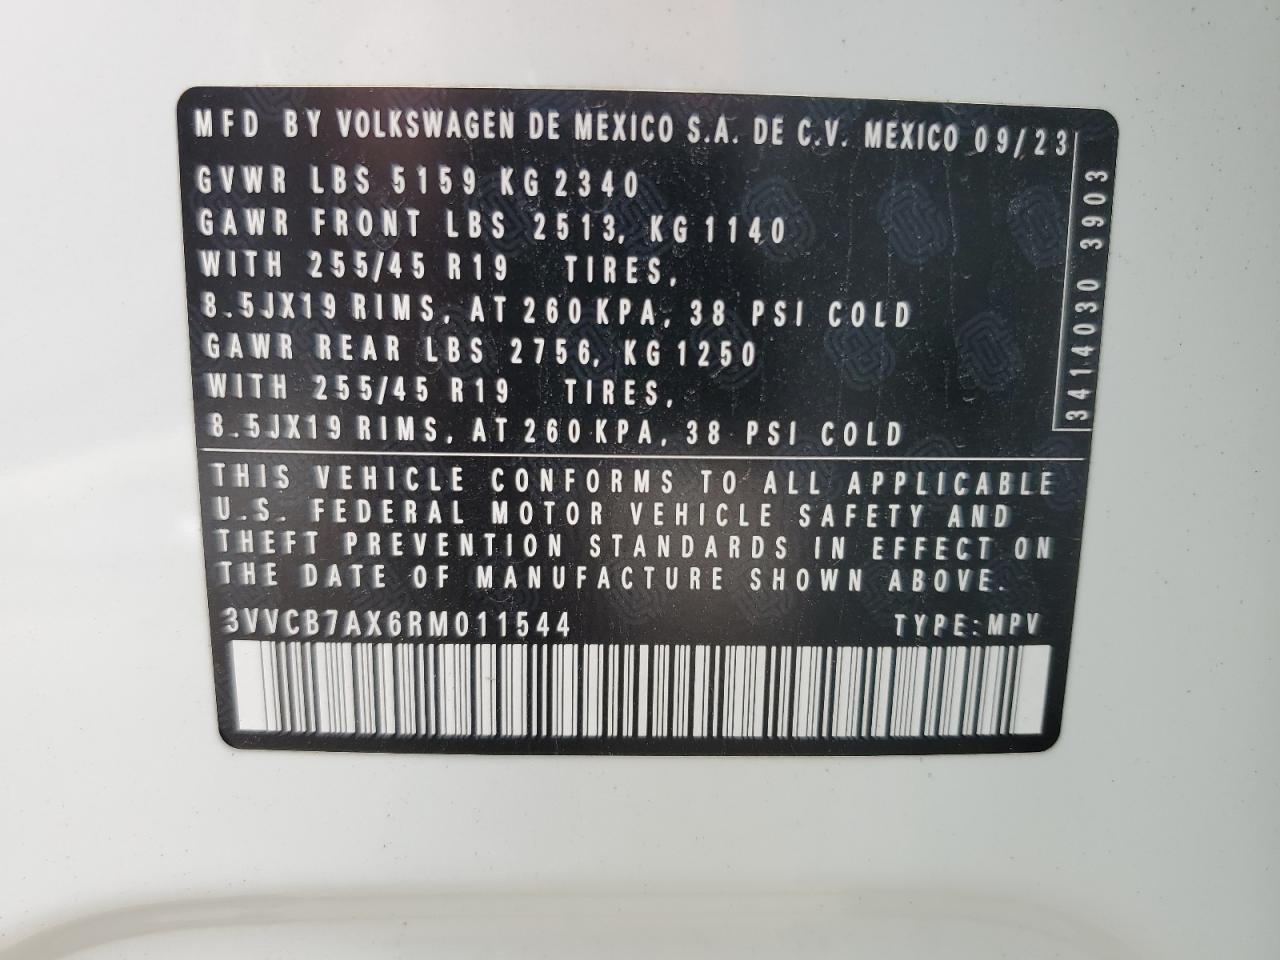 MFD BY VOLKSWAGEN DE MEXICO S.A. DE C.V. MEXICO 09/23
GVWR LBS 5159 KG 2340
GAWR FRONT LBS 2513, KG 1140
WITH 255/45 R19 TIRES,
8.5JX19 RIMS, AT 260 KPA, 38 PSI COLD
GAWR REAR LBS 2756, KG 1250
WITH 255/45 R19 TIRES,
8.5JX19 RIMS, AT 260 KPA, 38 PSI COLD
3414030 3903
THIS VEHICLE CONFORMS TO ALL APPLICABLE
U.S. FEDERAL MOTOR VEHICLE SAFETY AND
THEFT PREVENTION STANDARDS IN EFFECT ON
THE DATE OF MANUFACTURE SHOWN ABOVE.
3VVCB7AX6RM011544 TYPE: MPV